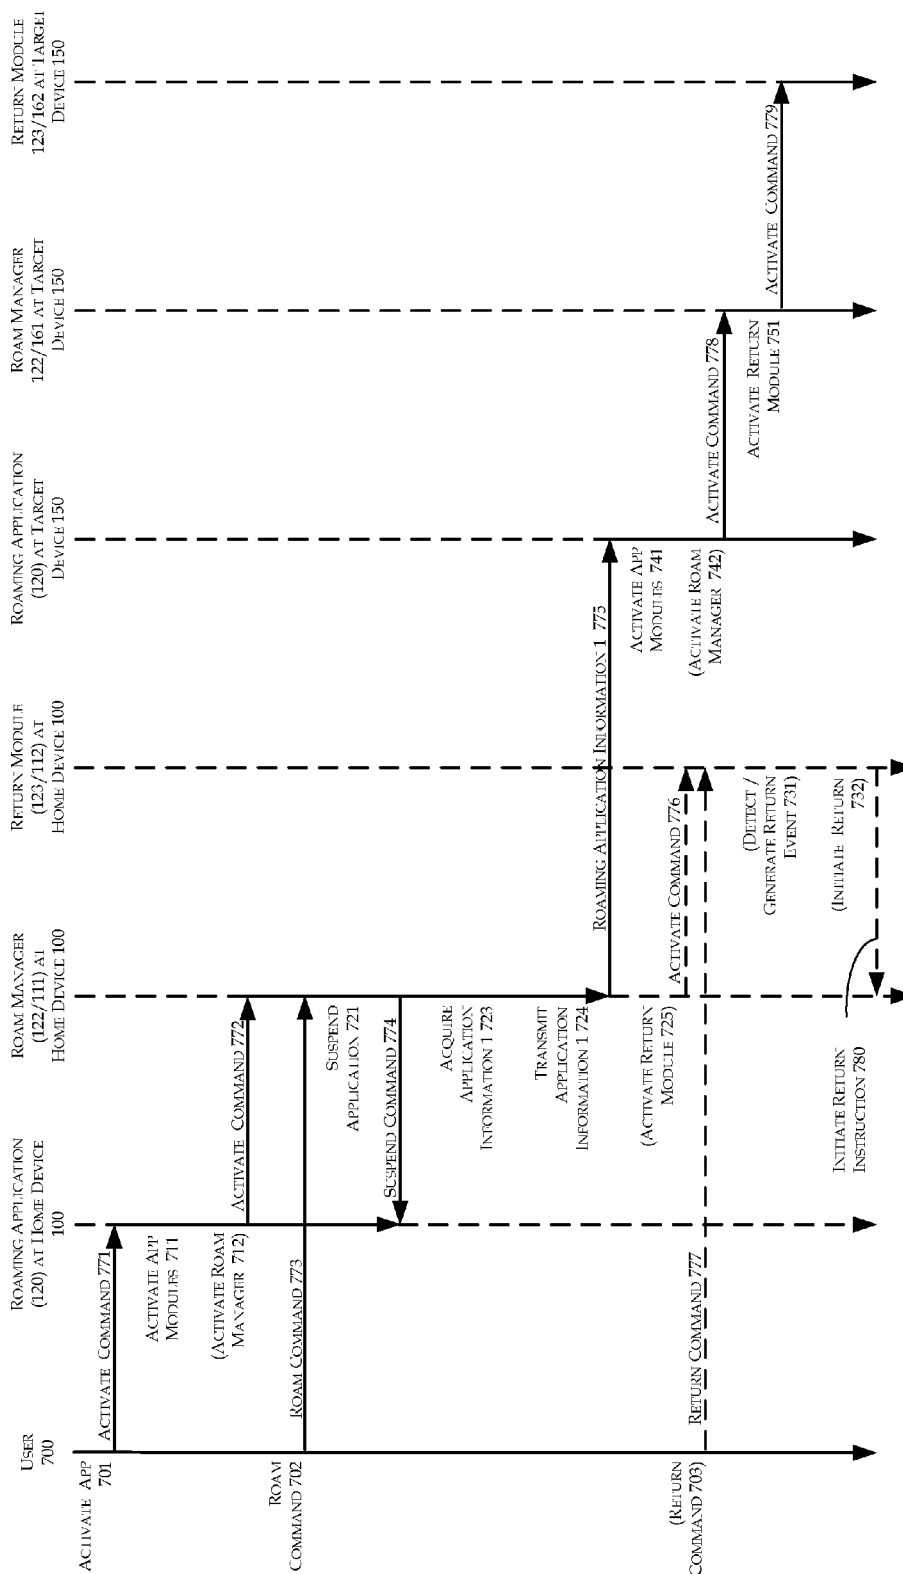 USER
700
ROAMING APPLICATION
(120) AT HOME DEVICE
100
ROAM MANAGER
(122/111) AT
HOME DEVICE 100
RETURN MODULE
(123/112) AT
HOME DEVICE 100
ROAMING APPLICATION
(120) AT TARGET
DEVICE 150
ROAM MANAGER
122/161 AT TARGET
DEVICE 150
RETURN MODULE
123/162 AT TARGET
DEVICE 150
ACTIVATE APP
701
ACTIVATE COMMAND 771
ACTIVATE APP
MODULES 711
(ACTIVATE ROAM
MANAGER 712)
ACTIVATE COMMAND 772
ROAM
COMMAND 702
ROAM COMMAND 773
SUSPEND
APPLICATION 721
SUSPEND COMMAND 774
ACQUIRE
APPLICATION
INFORMATION 1 723
TRANSMIT
APPLICATION
INFORMATION 1 724
ROAMING APPLICATION INFORMATION 1 775
ACTIVATE APP
MODULES 741
(ACTIVATE RETURN
MODULE 725)
ACTIVATE COMMAND 776
(ACTIVATE ROAM
MANAGER 742)
(RETURN
COMMAND 703)
RETURN COMMAND 777
ACTIVATE COMMAND 778
(DETECT /
GENERATE RETURN
EVENT 731)
ACTIVATE RETURN
MODULE 751
ACTIVATE COMMAND 779
(INITIATE RETURN
732)
INITIATE RETURN
INSTRUCTION 780